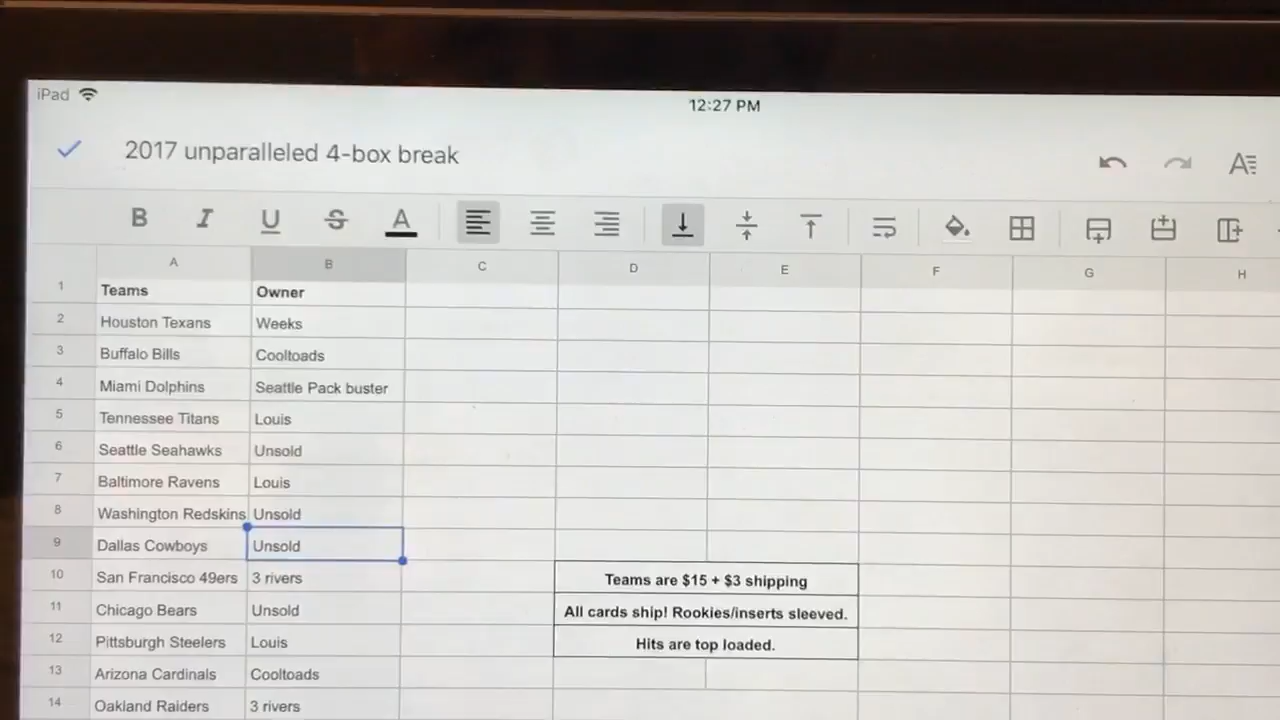 iPad
12:27 PM
2017 unparalleled 4-box break
B I U S A A
A B C D E F G H
1 Teams Owner
2 Houston Texans Weeks
3 Buffalo Bills Cooltoads
4 Miami Dolphins Seattle Pack buster
5 Tennessee Titans Louis
6 Seattle Seahawks Unsold
7 Baltimore Ravens Louis
8 Washington Redskins Unsold
9 Dallas Cowboys Unsold
10 San Francisco 49ers 3 rivers Teams are $15 + $3 shipping
11 Chicago Bears Unsold All cards ship! Rookies/inserts sleeved.
12 Pittsburgh Steelers Louis Hits are top loaded.
13 Arizona Cardinals Cooltoads
14 Oakland Raiders 3 rivers